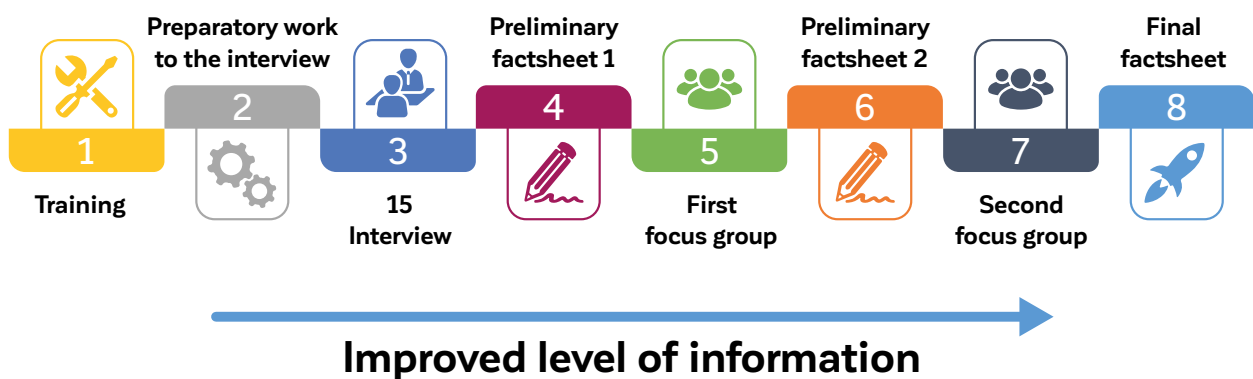 1
Training
Preparatory work
to the interview
2
3
15
Interview
Preliminary
factsheet 1
4
5
First
focus group
Preliminary
factsheet 2
6
7
Second
focus group
Final
factsheet
8
Improved level of information